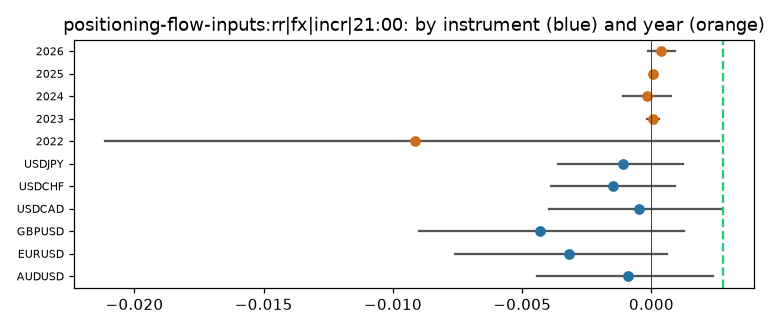 positioning-flow-inputs:rr|fx|incr|21:00: by instrument (blue) and year (orange)
2026
2025
2024
2023
2022
USDJPY
USDCHF
USDCAD
GBPUSD
EURUSD
AUDUSD
−0.020 −0.015 −0.010 −0.005 0.000